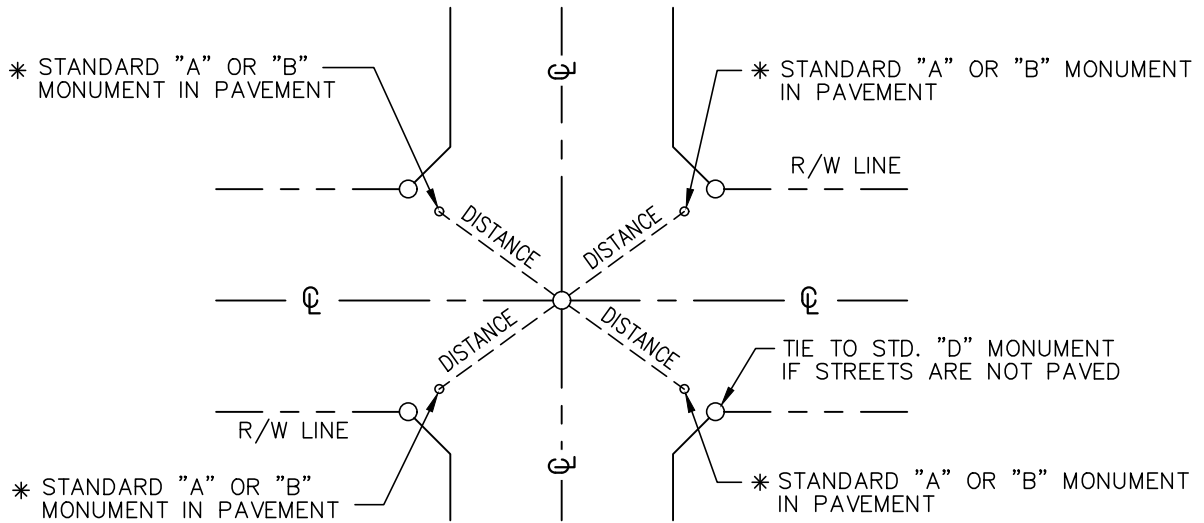 ✳ STANDARD "A" OR "B"
MONUMENT IN PAVEMENT
℄
✳ STANDARD "A" OR "B" MONUMENT
IN PAVEMENT
R/W LINE
DISTANCE
DISTANCE
℄
℄
DISTANCE
DISTANCE
TIE TO STD. "D" MONUMENT
IF STREETS ARE NOT PAVED
R/W LINE
℄
✳ STANDARD "A" OR "B"
MONUMENT IN PAVEMENT
✳ STANDARD "A" OR "B" MONUMENT
IN PAVEMENT